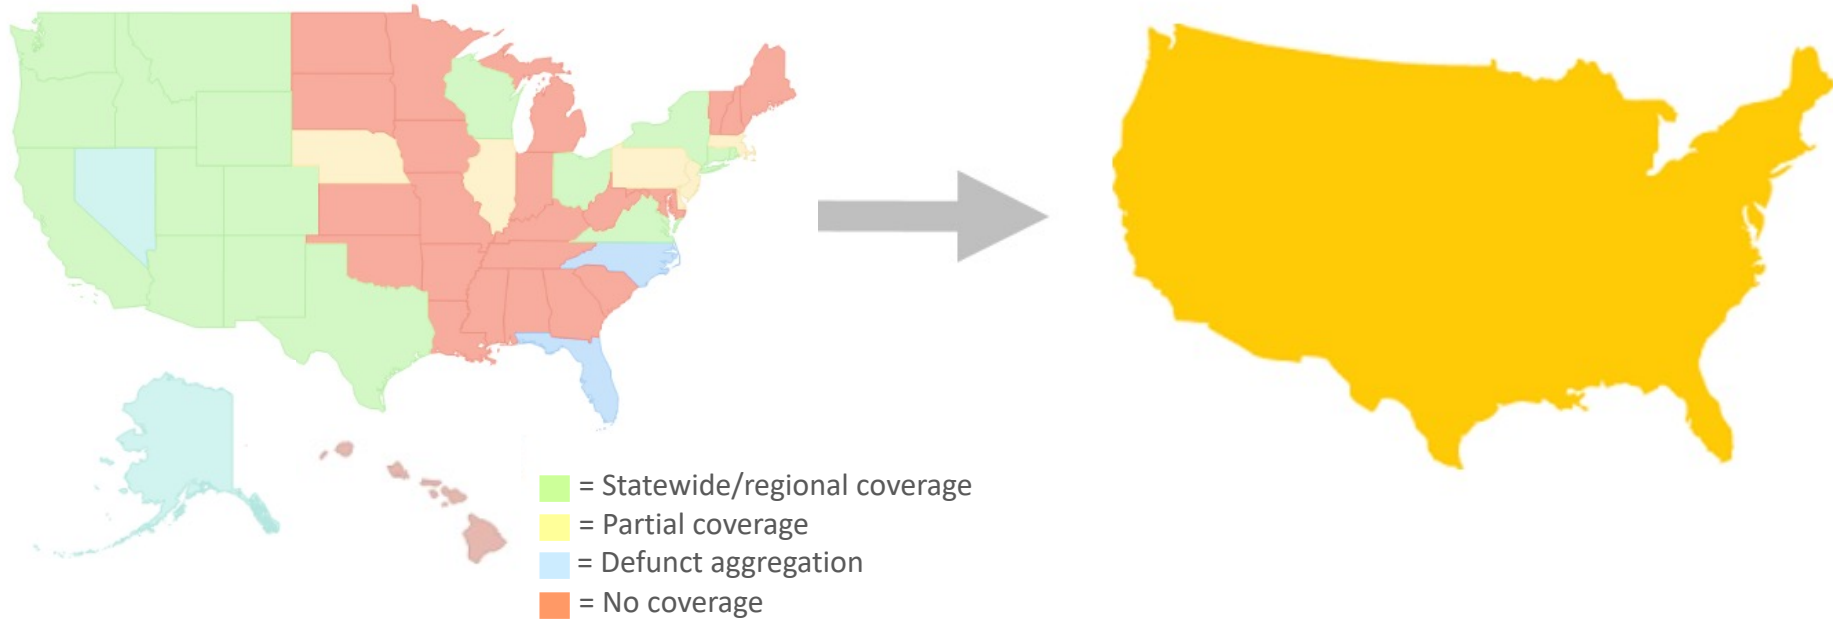 = Statewide/regional coverage
= Partial coverage
= Defunct aggregation
= No coverage